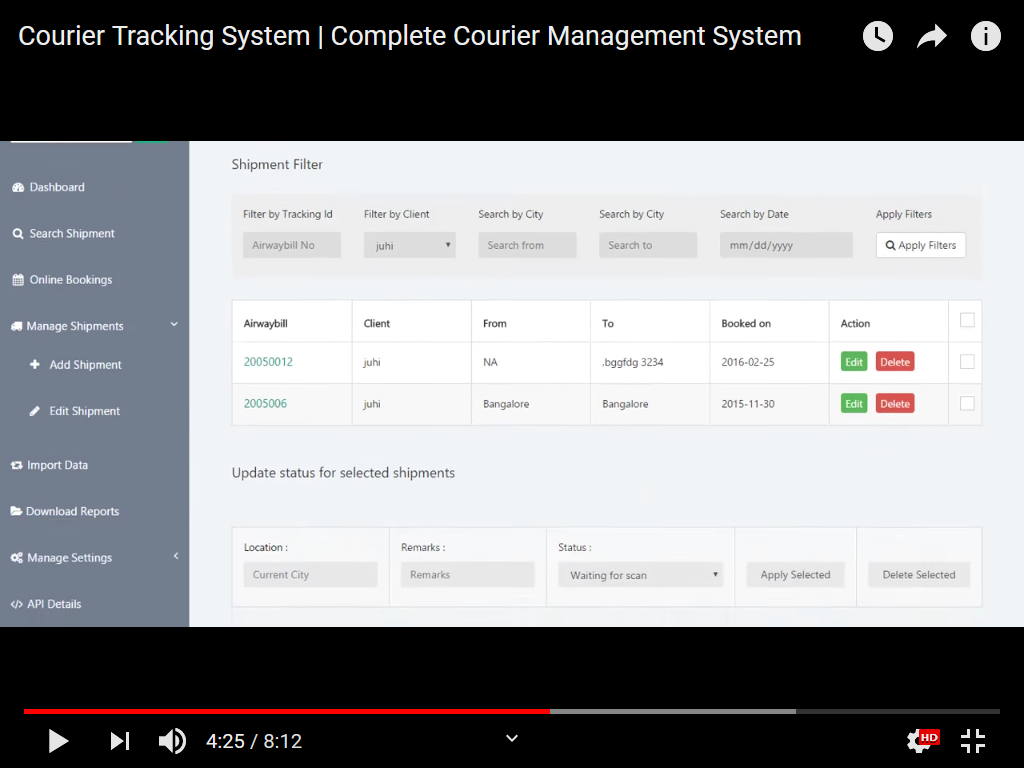 Courier Tracking System | Complete Courier Management System
Dashboard
Search Shipment
Online Bookings
Manage Shipments
Add Shipment
Edit Shipment
Import Data
Download Reports
Manage Settings
API Details
Shipment Filter
Filter by Tracking Id Filter by Client Search by City Search by City Search by Date Apply Filters
Airwaybill No juhi Search from Search to mm/dd/yyyy Apply Filters
Airwaybill Client From To Booked on Action
20050012 juhi NA .bggfdg 3234 2016-02-25 Edit Delete
2005006 juhi Bangalore Bangalore 2015-11-30 Edit Delete
Update status for selected shipments
Location : Remarks : Status :
Current City Remarks Waiting for scan Apply Selected Delete Selected
4:25 / 8:12 HD